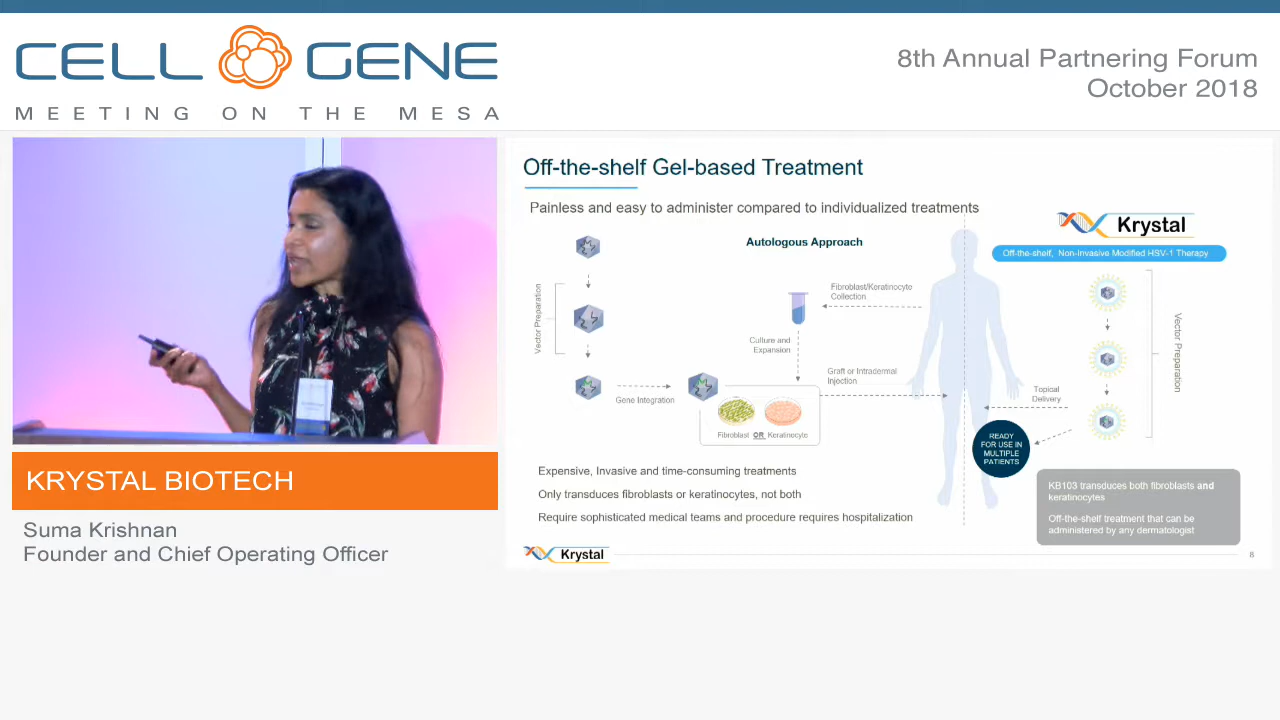 CELL GENE
MEETING ON THE MESA
8th Annual Partnering Forum
October 2018
KRYSTAL BIOTECH
Suma Krishnan
Founder and Chief Operating Officer
Off-the-shelf Gel-based Treatment
Painless and easy to administer compared to individualized treatments
Autologous Approach
Vector Preparation
Gene Integration
Fibroblast/Keratinocyte
Collection
Culture and
Expansion
Fibroblast OR Keratinocyte
Graft or Intradermal
Injection
Krystal
Off-the-shelf, Non-Invasive Modified HSV-1 Therapy
Vector Preparation
Topical
Delivery
READY
FOR USE IN
MULTIPLE
PATIENTS
Expensive, Invasive and time-consuming treatments
Only transduces fibroblasts or keratinocytes, not both
Require sophisticated medical teams and procedure requires hospitalization
KB103 transduces both fibroblasts and
keratinocytes
Off-the-shelf treatment that can be
administered by any dermatologist
Krystal
8